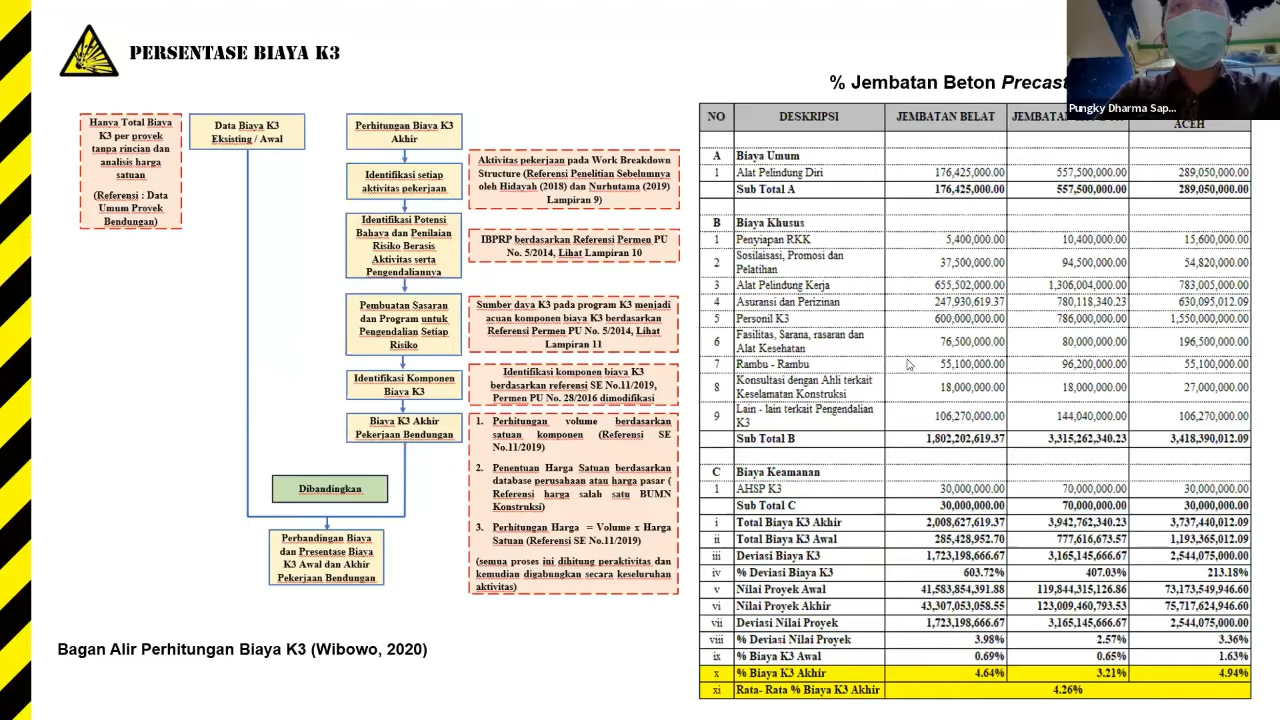 PERSENTASE BIAYA K3
Hanya Total Biaya
K3 per proyek
tanpa rincian dan
analisis harga
satuan
(Referensi : Data
Umum Proyek
Bendungan)
Data Biaya K3
Eksisting / Awal
Perhitungan Biaya K3
Akhir
Identifikasi setiap
aktivitas pekerjaan
Identifikasi Potensi
Bahaya dan Penilaian
Risiko Berasis
Aktivitas serta
Pengendaliannya
Pembuatan Sasaran
dan Program untuk
Pengendalian Setiap
Risiko
Identifikasi Komponen
Biaya K3
Biaya K3 Akhir
Pekerjaan Bendungan
Dibandingkan
Perbandingan Biaya
dan Presentase Biaya
K3 Awal dan Akhir
Pekerjaan Bendungan
Aktivitas pekerjaan pada Work Breakdown
Structure (Referensi Penelitian Sebelumnya
oleh Hidayah (2018) dan Nurhutama (2019)
Lampiran 9)
IBPRP berdasarkan Referensi Permen PU
No. 5/2014, Lihat Lampiran 10
Sumber daya K3 pada program K3 menjadi
acuan komponen biaya K3 berdasarkan
Referensi Permen PU No. 5/2014, Lihat
Lampiran 11
Identifikasi komponen biaya K3
berdasarkan referensi SE No.11/2019,
Permen PU No. 28/2016 dimodifikasi
1. Perhitungan volume berdasarkan
satuan komponen (Referensi SE
No.11/2019)
2. Penentuan Harga Satuan berdasarkan
database perusahaan atau harga pasar (
Referensi harga salah satu BUMN
Konstruksi)
3. Perhitungan Harga = Volume x Harga
Satuan (Referensi SE No.11/2019)
(semua proses ini dihitung peraktivitas dan
kemudian digabungkan secara keseluruhan
aktivitas)
Bagan Alir Perhitungan Biaya K3 (Wibowo, 2020)
% Jembatan Beton Precast
Pungky Dharma Sap...
NO DESKRIPSI JEMBATAN BELAT ACEH
A Biaya Umum
1 Alat Pelindung Diri 176,425,000.00 557,500,000.00 289,050,000.00
Sub Total A 176,425,000.00 557,500,000.00 289,050,000.00
B Biaya Khusus
1 Penyiapan RKK 5,400,000.00 10,400,000.00 15,600,000.00
2 Sosilaisasi, Promosi dan Pelatihan 37,500,000.00 94,500,000.00 54,820,000.00
3 Alat Pelindung Kerja 655,502,000.00 1,306,004,000.00 783,005,000.00
4 Asuransi dan Perizinan 247,930,619.37 780,118,340.23 630,095,012.09
5 Personil K3 600,000,000.00 786,000,000.00 1,550,000,000.00
6 Fasilitas, Sarana, rasaran dan Alat Kesehatan 76,500,000.00 80,000,000.00 196,500,000.00
7 Rambu - Rambu 55,100,000.00 96,200,000.00 55,100,000.00
8 Konsultasi dengan Ahli terkait Keselamatan Konstruksi 18,000,000.00 18,000,000.00 27,000,000.00
9 Lain - lain terkait Pengendalian K3 106,270,000.00 144,040,000.00 106,270,000.00
Sub Total B 1,802,202,619.37 3,315,262,340.23 3,418,390,012.09
C Biaya Keamanan
1 AHSP K3 30,000,000.00 70,000,000.00 30,000,000.00
Sub Total C 30,000,000.00 70,000,000.00 30,000,000.00
i Total Biaya K3 Akhir 2,008,627,619.37 3,942,762,340.23 3,737,440,012.09
ii Total Biaya K3 Awal 285,428,952.70 777,616,673.57 1,193,365,012.09
iii Deviasi Biaya K3 1,723,198,666.67 3,165,145,666.67 2,544,075,000.00
iv % Deviasi Biaya K3 603.72% 407.03% 213.18%
v Nilai Proyek Awal 41,583,854,391.88 119,844,315,126.86 73,173,549,946.60
vi Nilai Proyek Akhir 43,307,053,058.55 123,009,460,793.53 75,717,624,946.60
vii Deviasi Nilai Proyek 1,723,198,666.67 3,165,145,666.67 2,544,075,000.00
viii % Deviasi Nilai Proyek 3.98% 2.57% 3.36%
ix % Biaya K3 Awal 0.69% 0.65% 1.63%
x % Biaya K3 Akhir 4.64% 3.21% 4.94%
xi Rata- Rata % Biaya K3 Akhir 4.26%